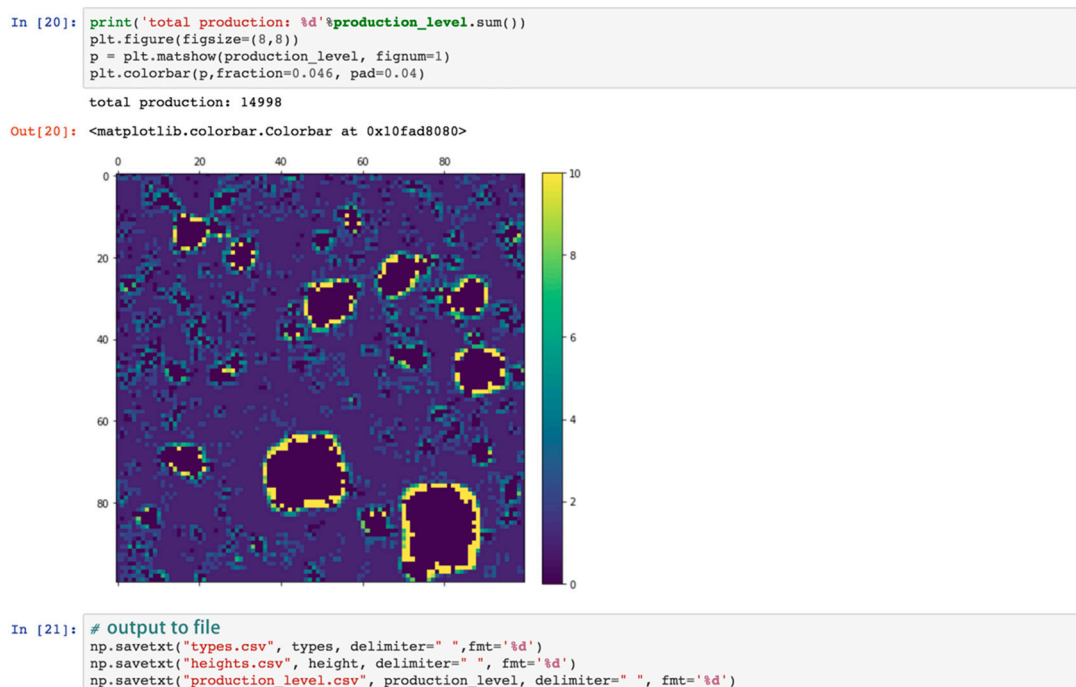 In [20]: print('total production: %d'%production_level.sum())
plt.figure(figsize=(8,8))
p = plt.matshow(production_level, fignum=1)
plt.colorbar(p,fraction=0.046, pad=0.04)
total production: 14998
Out[20]: <matplotlib.colorbar.Colorbar at 0x10fad8080>
0 20 40 60 80
0
20
40
60
80
10
8
6
4
2
0
In [21]: # output to file
np.savetxt("types.csv", types, delimiter=" ",fmt='%d')
np.savetxt("heights.csv", height, delimiter=" ", fmt='%d')
np.savetxt("production_level.csv", production_level, delimiter=" ", fmt='%d')